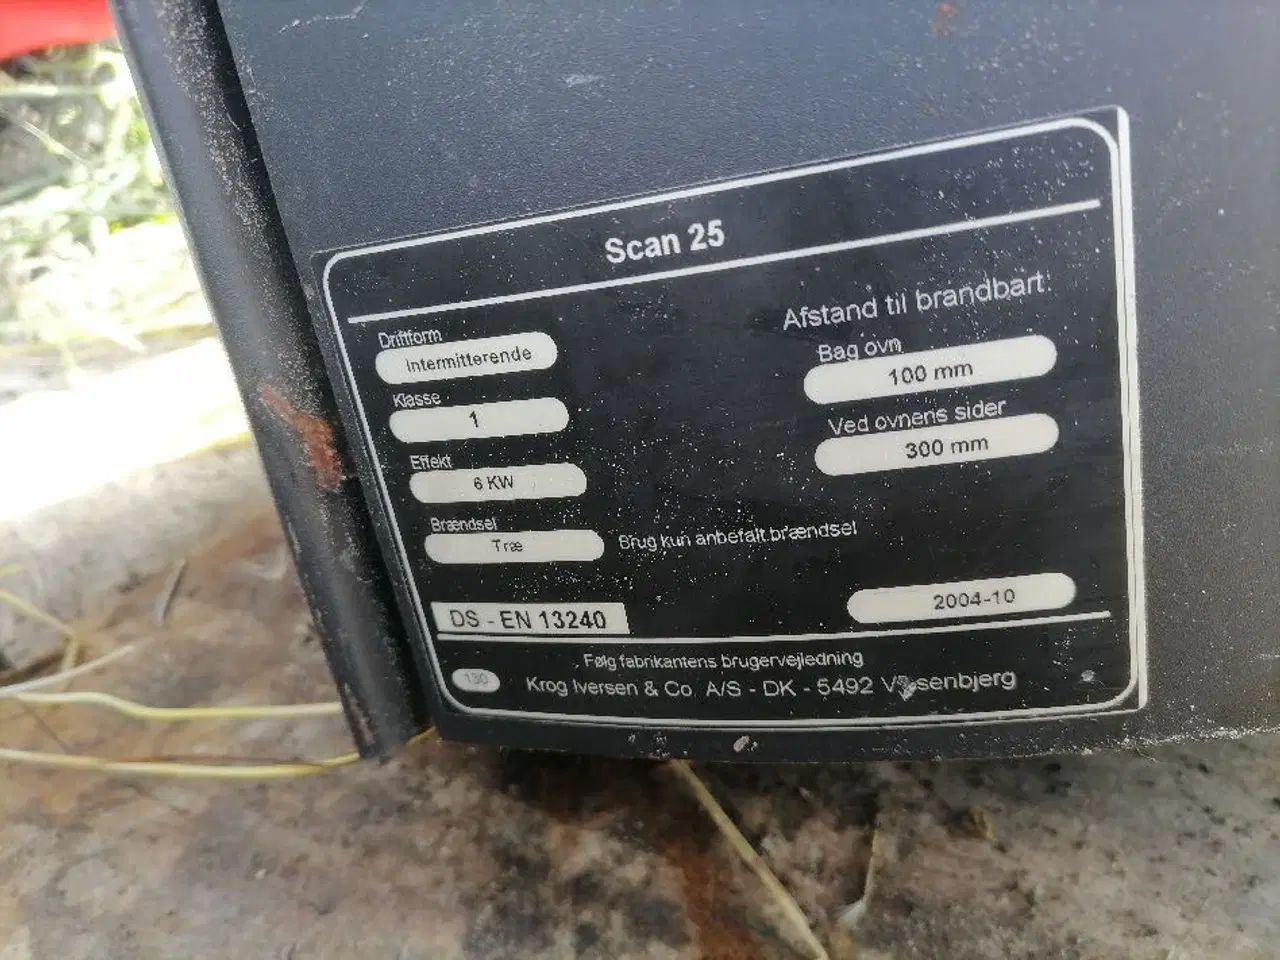 Scan 25
Driftform
Intermitterende
Klasse
1
Effekt
6 KW
Brændsel
Træ
Brug kun anbefalt brændsel
Afstand til brandbart:
Bag ovn
100 mm
Ved ovnens sider
300 mm
DS - EN 13240
2004-10
Følg fabrikantens brugervejledning
130
Krog Iversen & Co A/S - DK - 5492